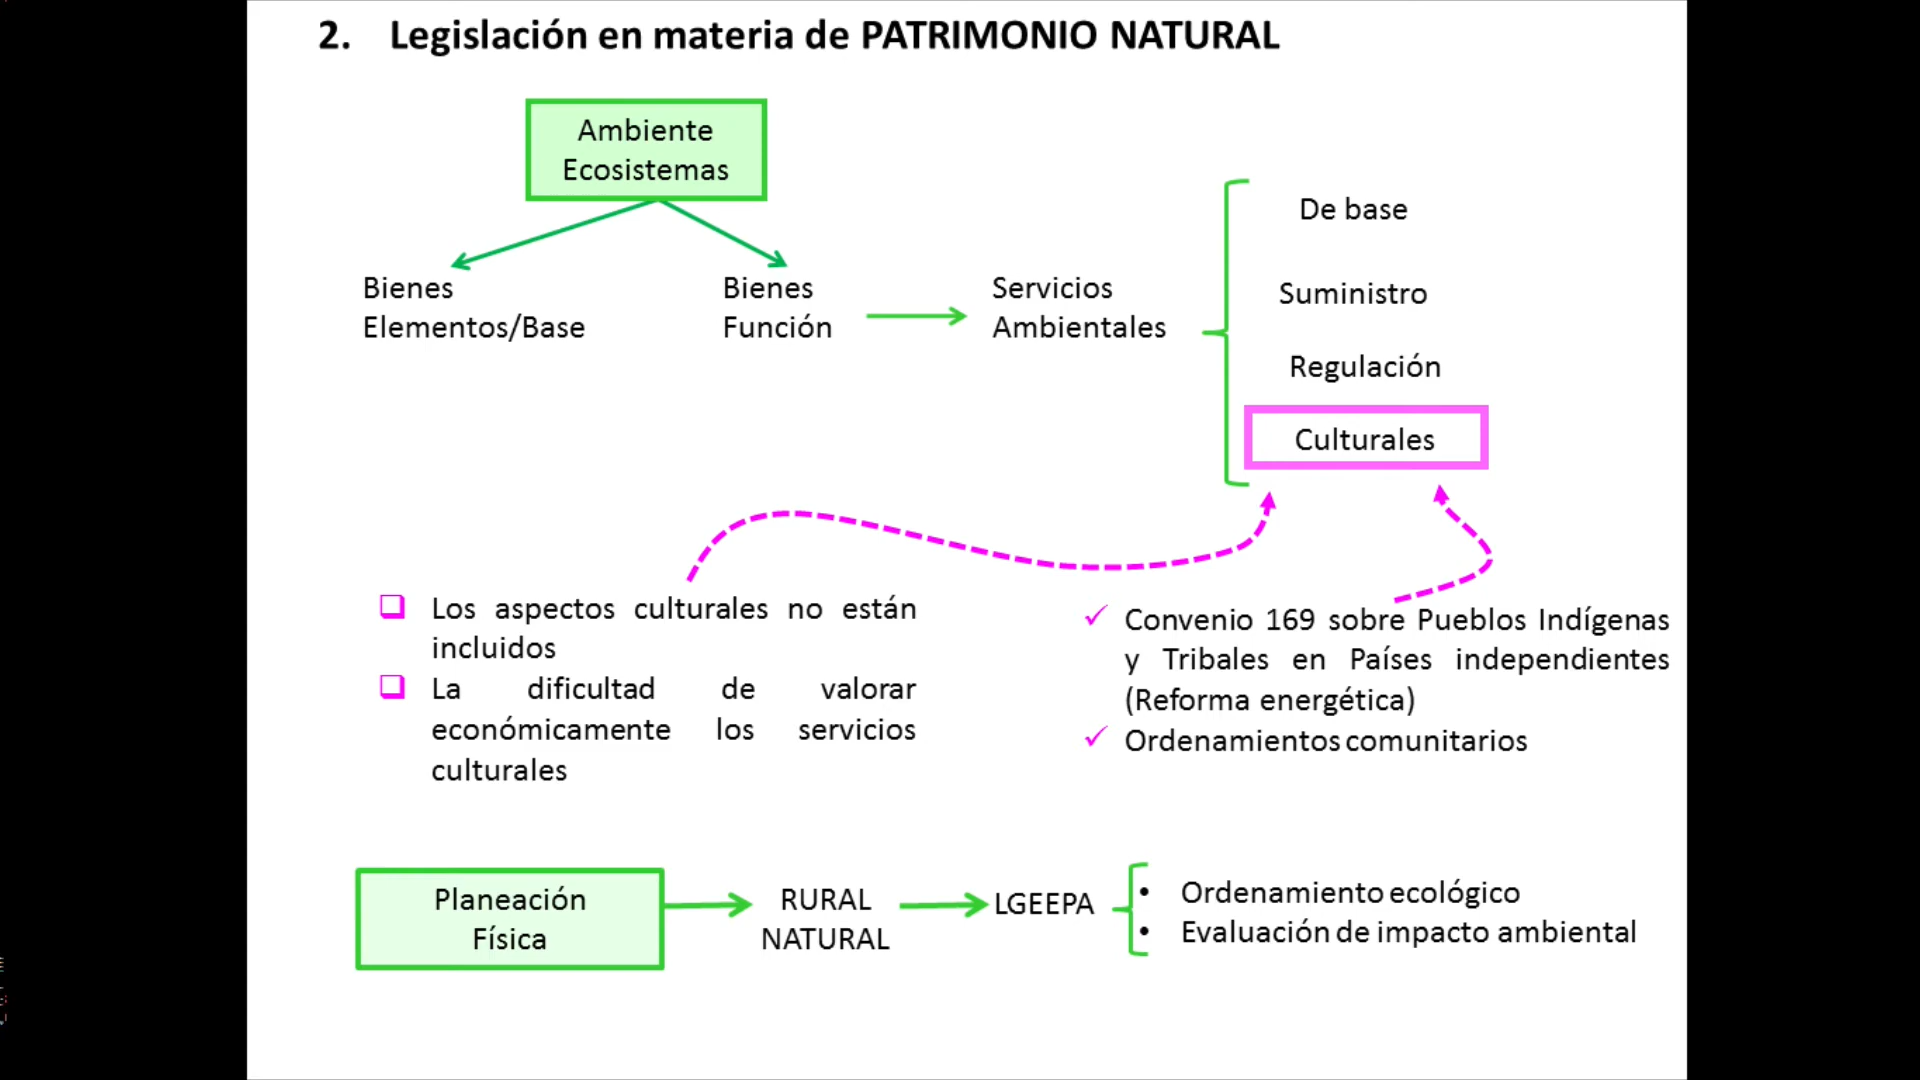 2. Legislación en materia de PATRIMONIO NATURAL
Ambiente
Ecosistemas
Bienes
Elementos/Base
Bienes
Función
Servicios
Ambientales
De base
Suministro
Regulación
Culturales
Los aspectos culturales no están
incluidos
La dificultad de valorar
económicamente los servicios
culturales
Convenio 169 sobre Pueblos Indígenas
y Tribales en Países independientes
(Reforma energética)
Ordenamientos comunitarios
Planeación
Física
RURAL
NATURAL
LGEEPA
• Ordenamiento ecológico
• Evaluación de impacto ambiental